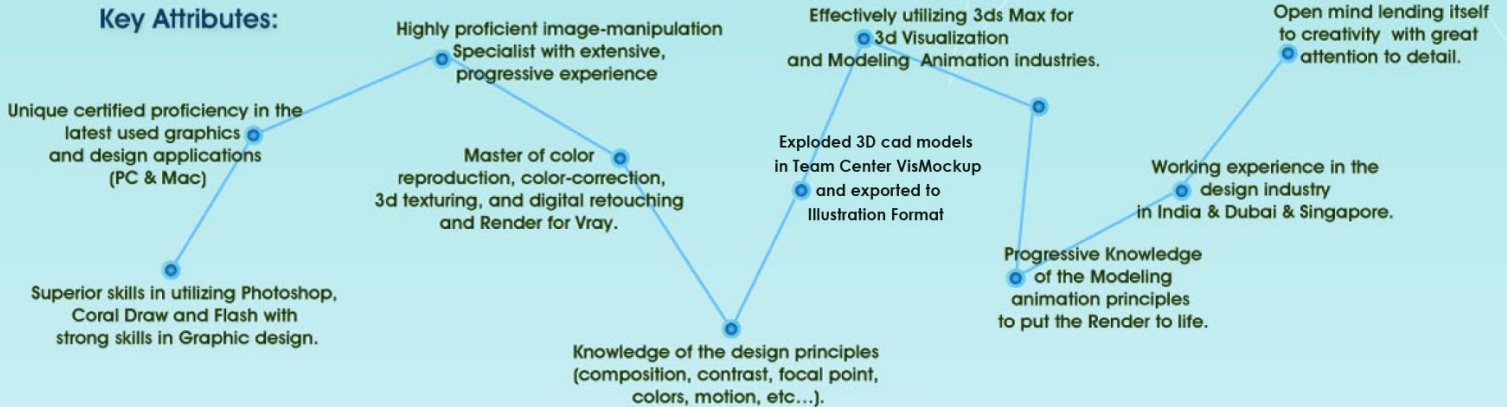 Key Attributes:
Highly proficient image-manipulation
Specialist with extensive,
progressive experience
Effectively utilizing 3ds Max for
3d Visualization
and Modeling Animation industries.
Open mind lending itself
to creativity with great
attention to detail.
Unique certified proficiency in the
latest used graphics
and design applications
(PC & Mac)
Master of color
reproduction, color-correction,
3d texturing, and digital retouching
and Render for Vray.
Exploded 3D cad models
in Team Center VisMockup
and exported to
Illustration Format
Working experience in the
design industry
in India & Dubai & Singapore.
Superior skills in utilizing Photoshop,
Coral Draw and Flash with
strong skills in Graphic design.
Progressive Knowledge
of the Modeling
animation principles
to put the Render to life.
Knowledge of the design principles
(composition, contrast, focal point,
colors, motion, etc...).